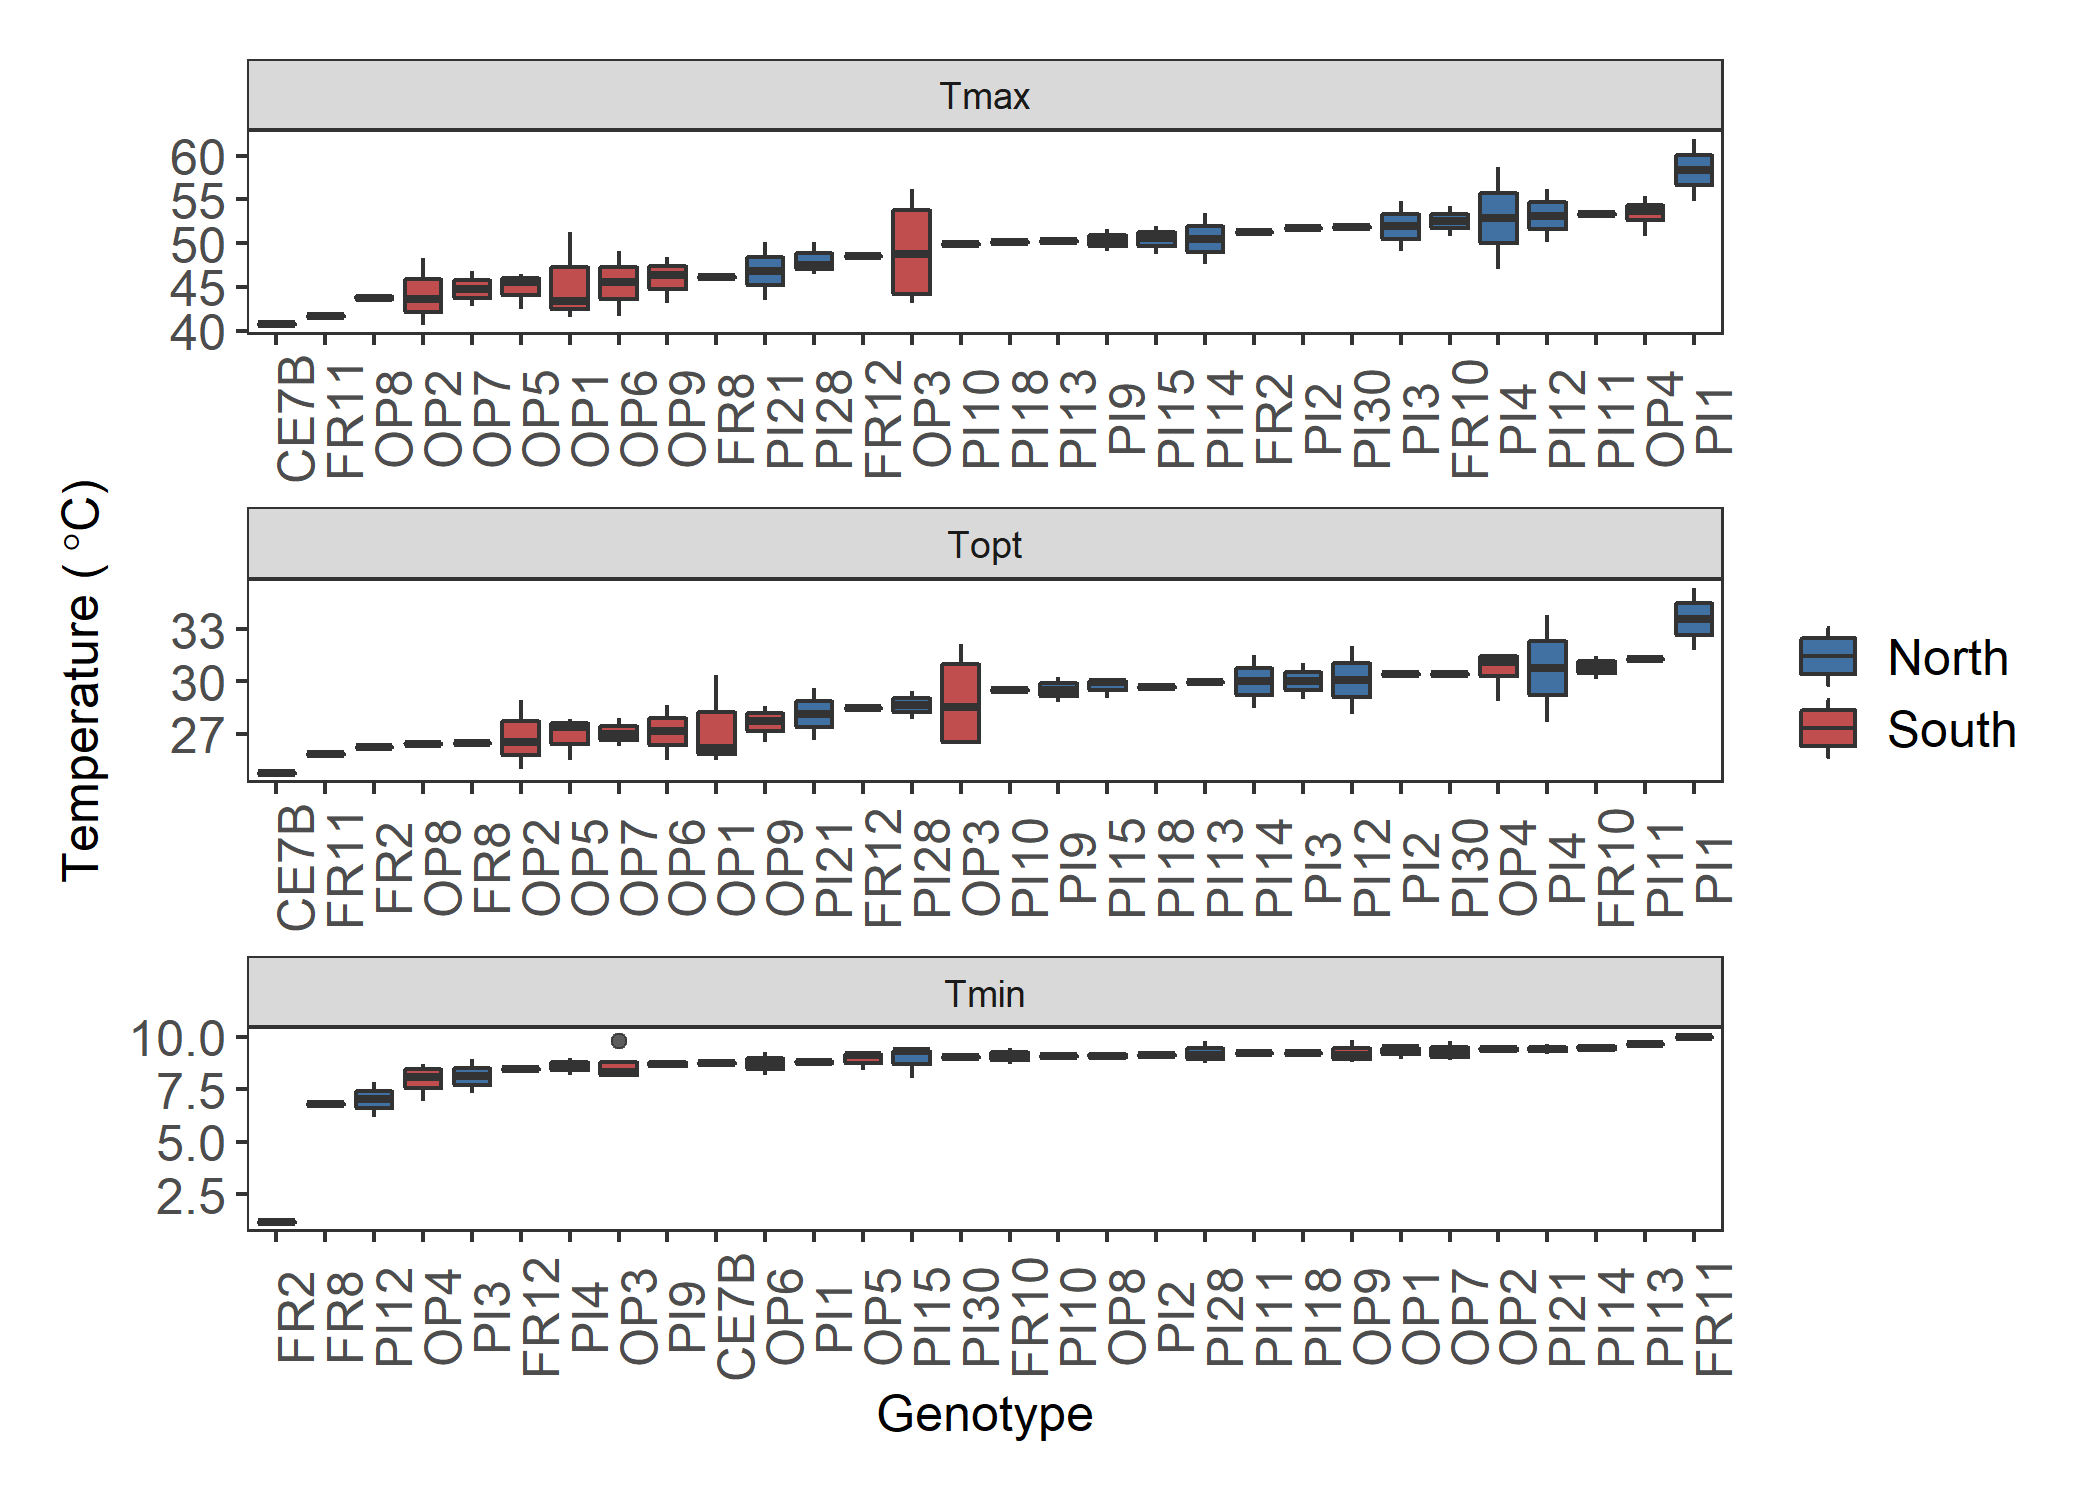 Tmax
60
55
50
45
40
CE7B FR11 OP8 OP2 OP7 OP5 OP1 OP6 OP9 FR8 PI21 PI28 FR12 OP3 PI10 PI18 PI13 PI9 PI15 PI14 FR2 PI2 PI30 PI3 FR10 PI4 PI12 PI11 OP4 PI1
Topt
33
30
27
CE7B FR11 FR2 OP8 FR8 OP2 OP5 OP7 OP6 OP1 OP9 PI21 FR12 PI28 OP3 PI10 PI9 PI15 PI18 PI13 PI14 PI3 PI12 PI2 PI30 OP4 PI4 FR10 PI11 PI1
Tmin
10.0
7.5
5.0
2.5
FR2 FR8 PI12 OP4 PI3 FR12 PI4 OP3 PI9 CE7B OP6 PI1 OP5 PI15 PI30 FR10 PI10 OP8 PI2 PI28 PI11 PI18 OP9 OP1 OP7 OP2 PI21 PI14 PI13 FR11
Temperature ( °C)
Genotype
North
South